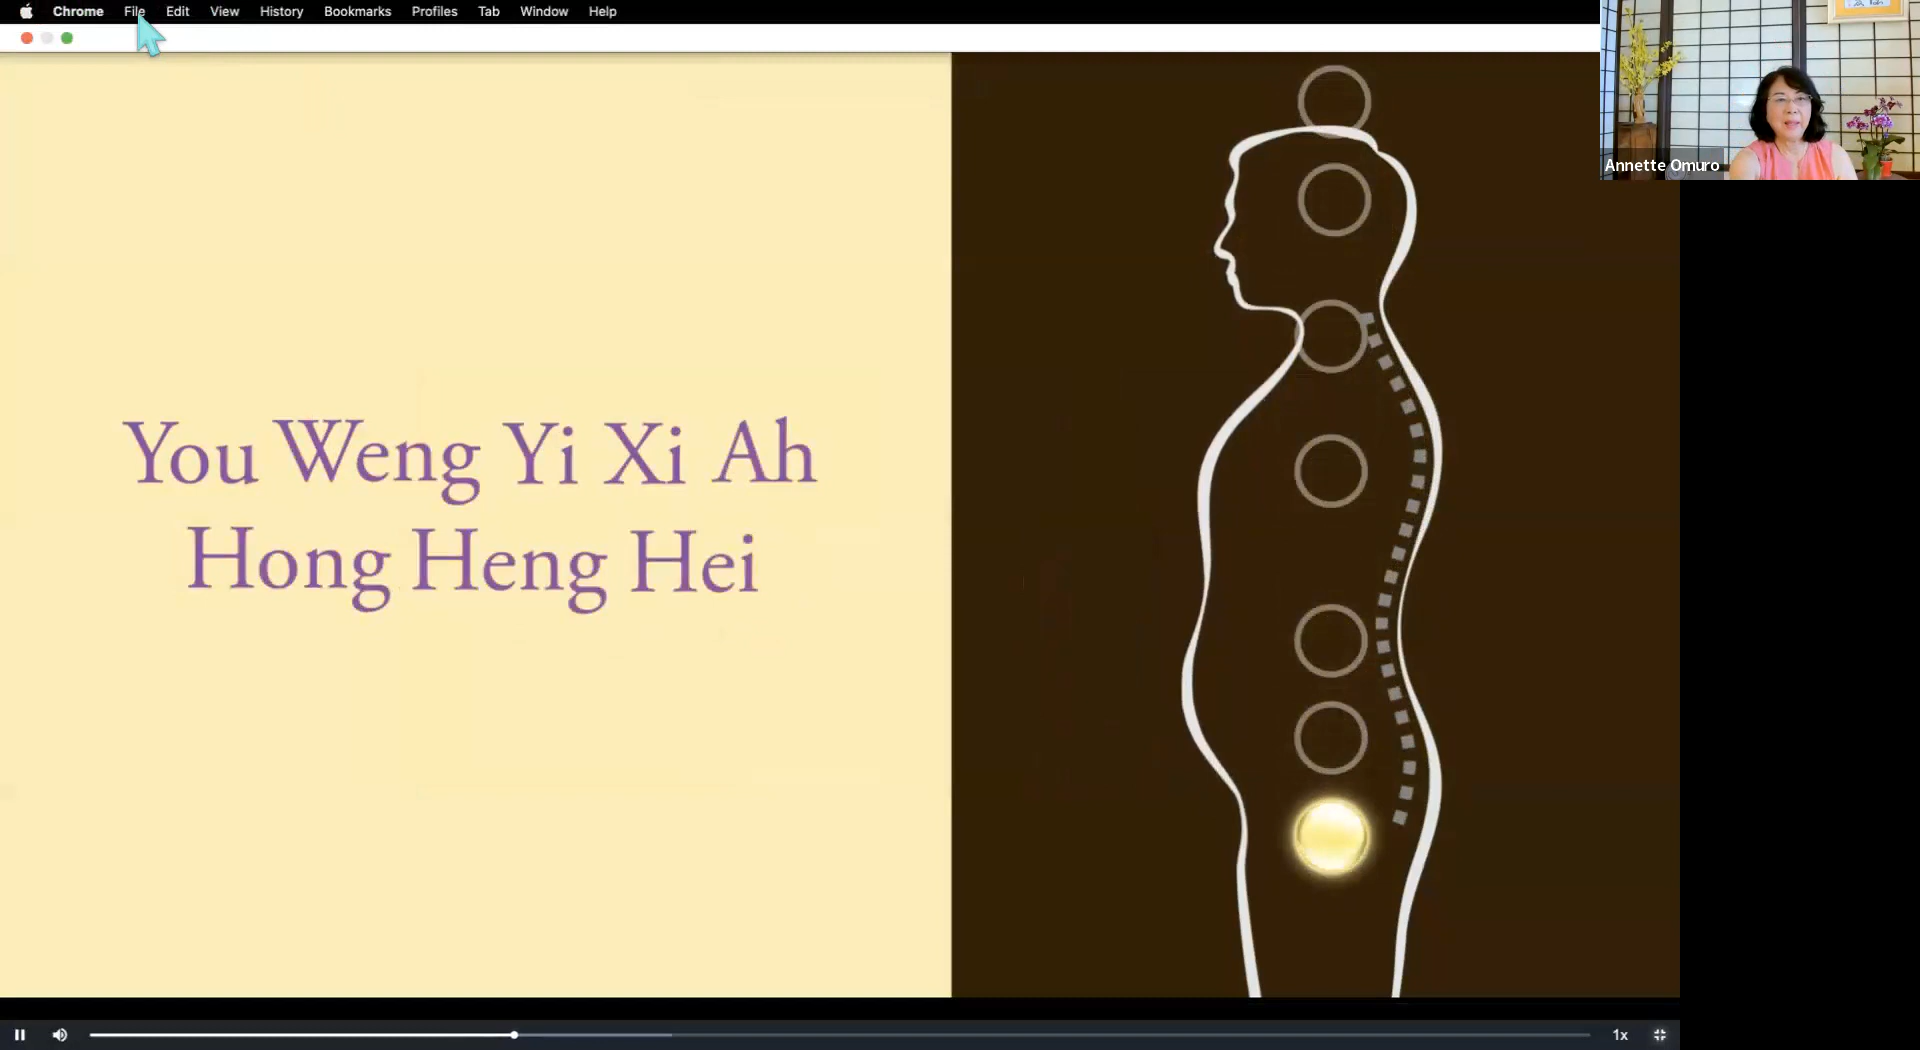 Chrome File Edit View History Bookmarks Profiles Tab Window Help
Annette Omuro
You Weng Yi Xi Ah
Hong Heng Hei
1x